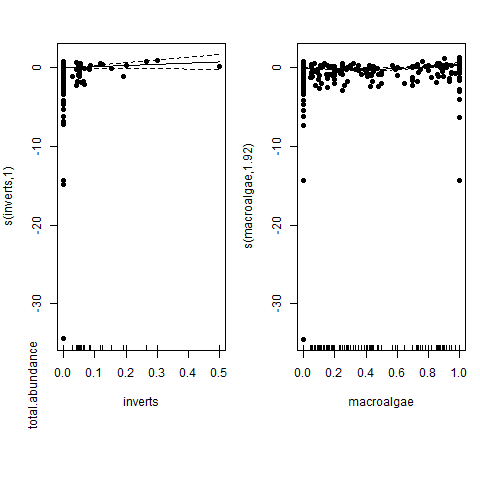 s(inverts,1)
0
-10
-20
-30
0.0 0.1 0.2 0.3 0.4 0.5
inverts
total.abundance
s(macroalgae,1.92)
0
-10
-20
-30
0.0 0.2 0.4 0.6 0.8 1.0
macroalgae